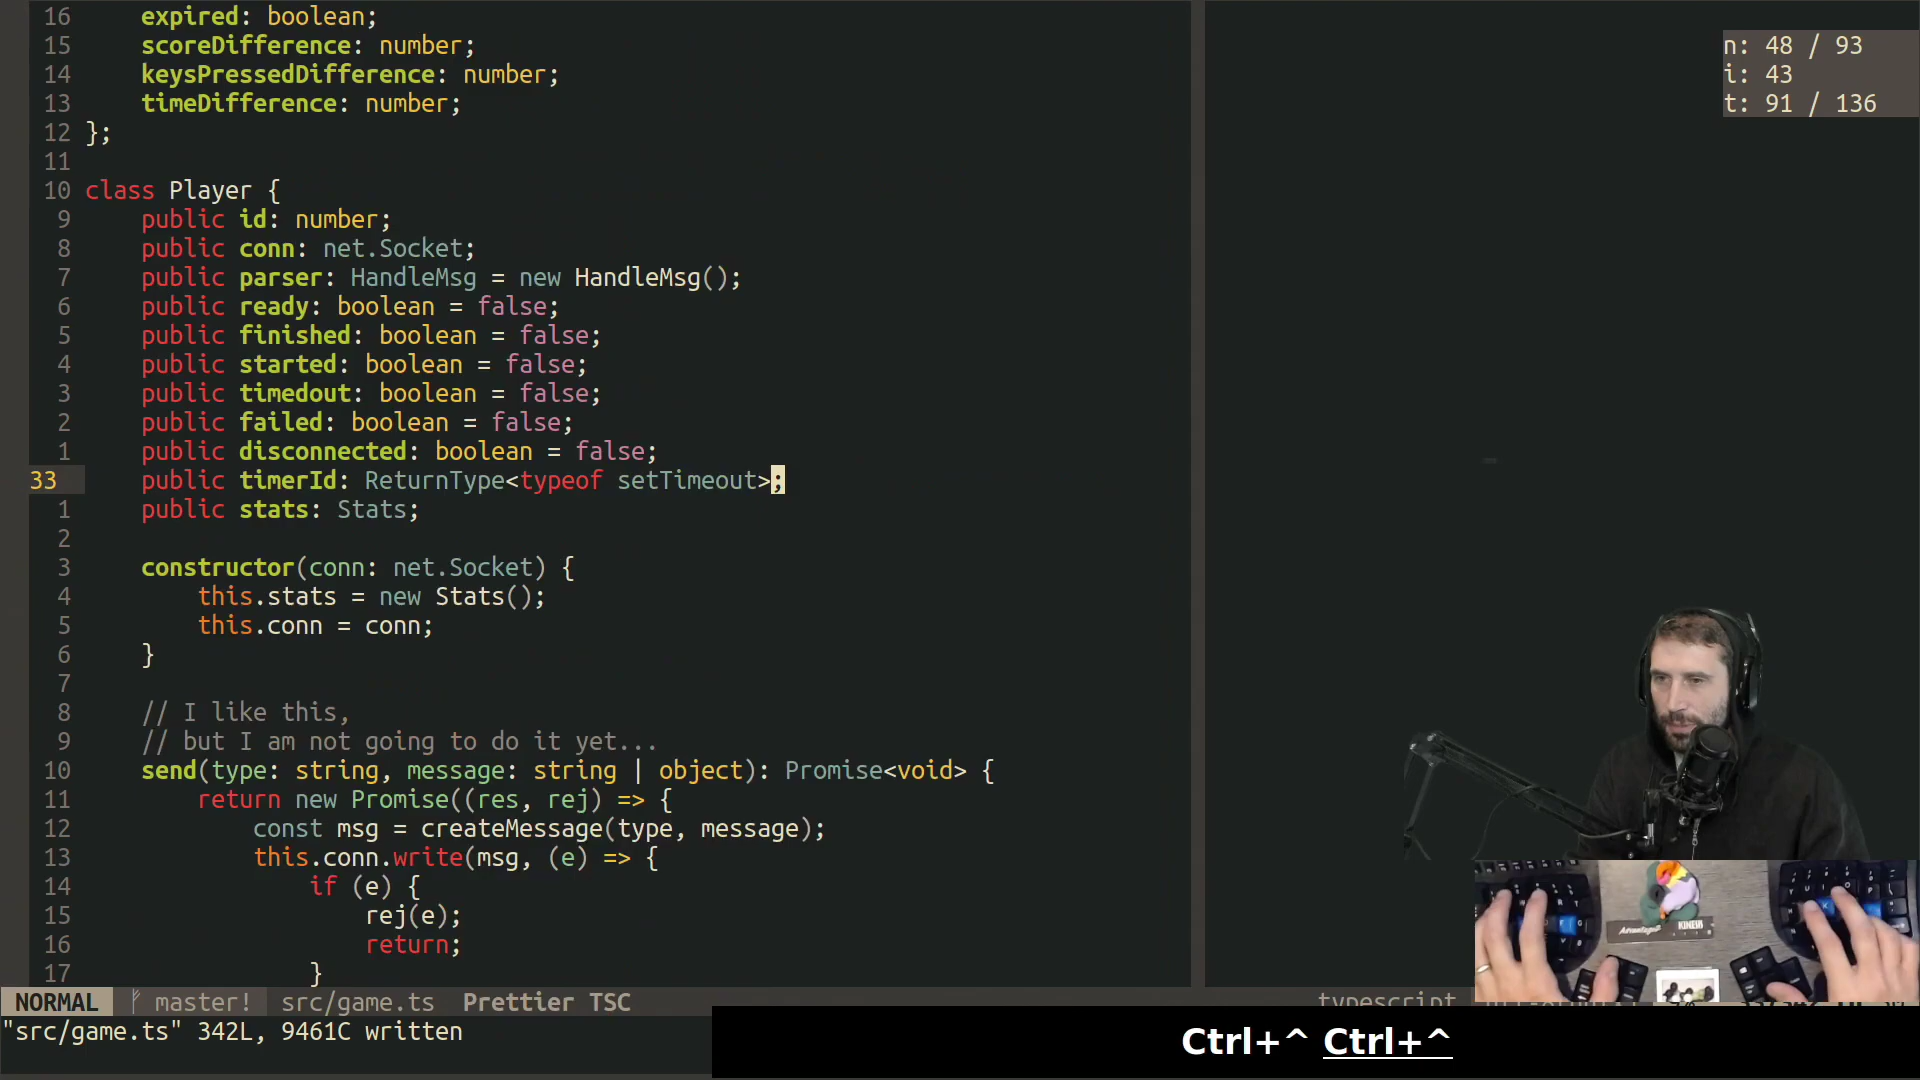 16 expired: boolean;
15 scoreDifference: number;
14 keysPressedDifference: number;
13 timeDifference: number;
12 };
11
10 class Player {
9 public id: number;
8 public conn: net.Socket;
7 public parser: HandleMsg = new HandleMsg();
6 public ready: boolean = false;
5 public finished: boolean = false;
4 public started: boolean = false;
3 public timedout: boolean = false;
2 public failed: boolean = false;
1 public disconnected: boolean = false;
33 public timerId: ReturnType<typeof setTimeout>;
1 public stats: Stats;
2
3 constructor(conn: net.Socket) {
4 this.stats = new Stats();
5 this.conn = conn;
6 }
7
8 // I like this,
9 // but I am not going to do it yet...
10 send(type: string, message: string | object): Promise<void> {
11 return new Promise((res, rej) => {
12 const msg = createMessage(type, message);
13 this.conn.write(msg, (e) => {
14 if (e) {
15 rej(e);
16 return;
17 }
n: 48 / 93
i: 43
t: 91 / 136
NORMAL master! src/game.ts Prettier TSC typescript
"src/game.ts" 342L, 9461C written
Ctrl+^ Ctrl+^